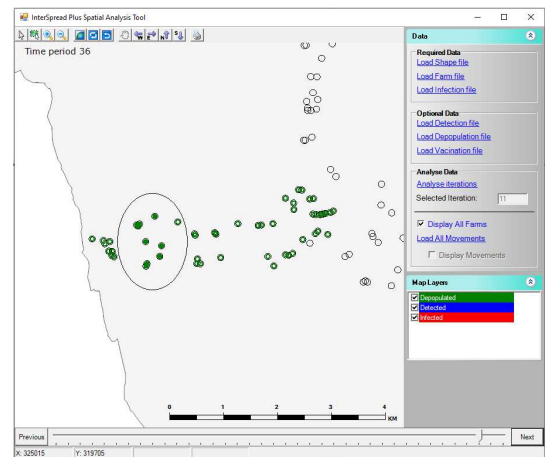 InterSpread Plus Spatial Analysis Tool
Time period 36
Data
Required Data
Load Shape file
Load Farm file
Load Infection file
Optional Data
Load Detection file
Load Depopulation file
Load Vacination file
Analyse Data
Analyse iterations
Selected Iteration: 11
Display All Farms
Load All Movements
Display Movements
Map Layers
Depopulated
Detected
Infected
0 1 2 3 4
KM
Previous
Next
X: 325015 Y: 319705